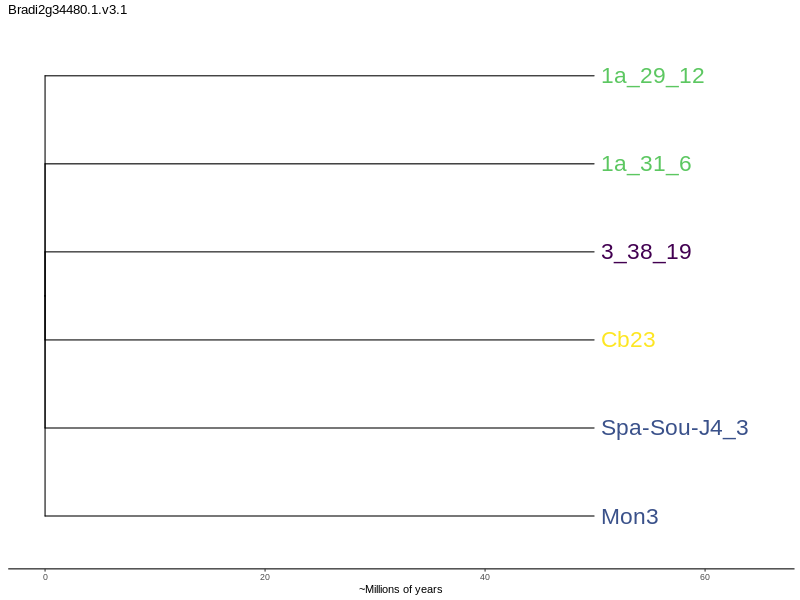 Bradi2g34480.1.v3.1
1a_29_12
1a_31_6
3_38_19
Cb23
Spa-Sou-J4_3
Mon3
0 20 40 60
~Millions of years